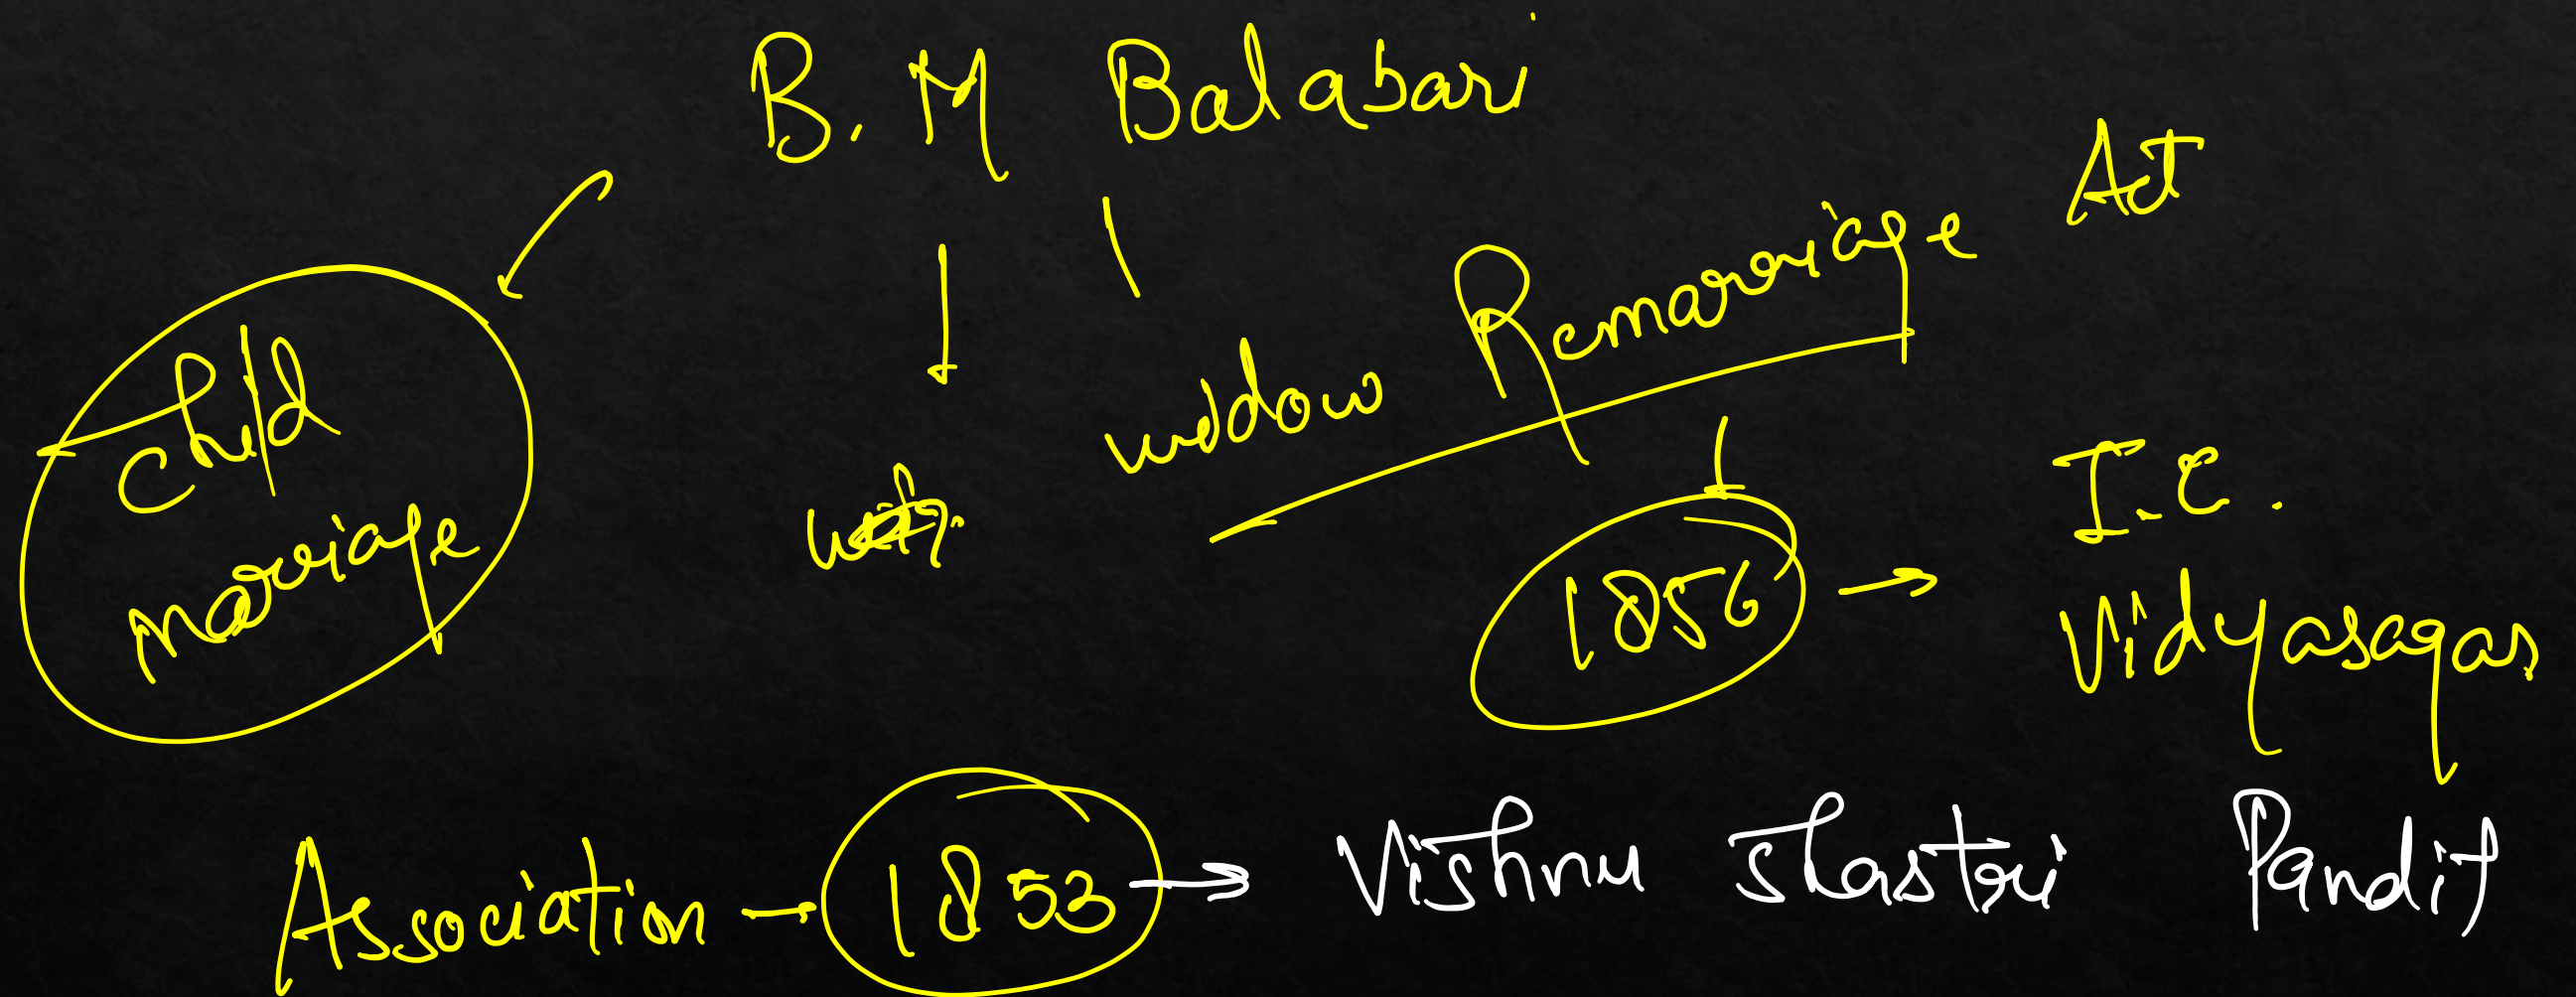 B. M Balabari
Child
marriage
widow Remarriage Act
1856 → I.C.
Vidyasagar
Association → 1853 → Vishnu Shastri Pandit